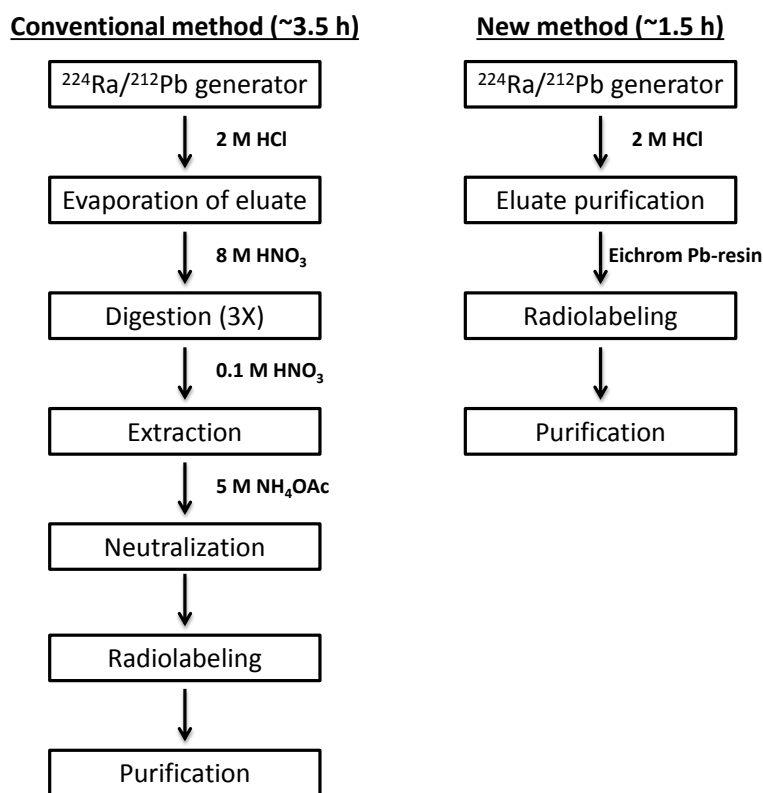 Conventional method (~3.5 h)
²²⁴Ra/²¹²Pb generator
2 M HCl
Evaporation of eluate
8 M HNO₃
Digestion (3X)
0.1 M HNO₃
Extraction
5 M NH₄OAc
Neutralization
Radiolabeling
Purification
New method (~1.5 h)
²²⁴Ra/²¹²Pb generator
2 M HCl
Eluate purification
Eichrom Pb-resin
Radiolabeling
Purification